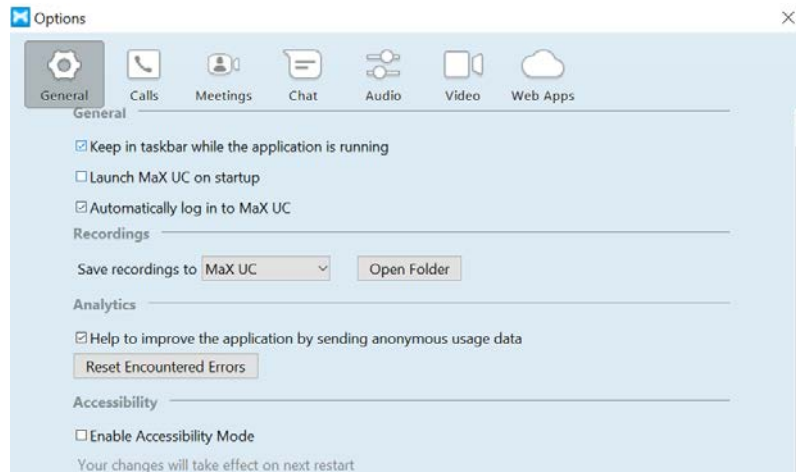 Options
General Calls Meetings Chat Audio Video Web Apps
General
Keep in taskbar while the application is running
Launch MaX UC on startup
Automatically log in to MaX UC
Recordings
Save recordings to MaX UC Open Folder
Analytics
Help to improve the application by sending anonymous usage data
Reset Encountered Errors
Accessibility
Enable Accessibility Mode
Your changes will take effect on next restart